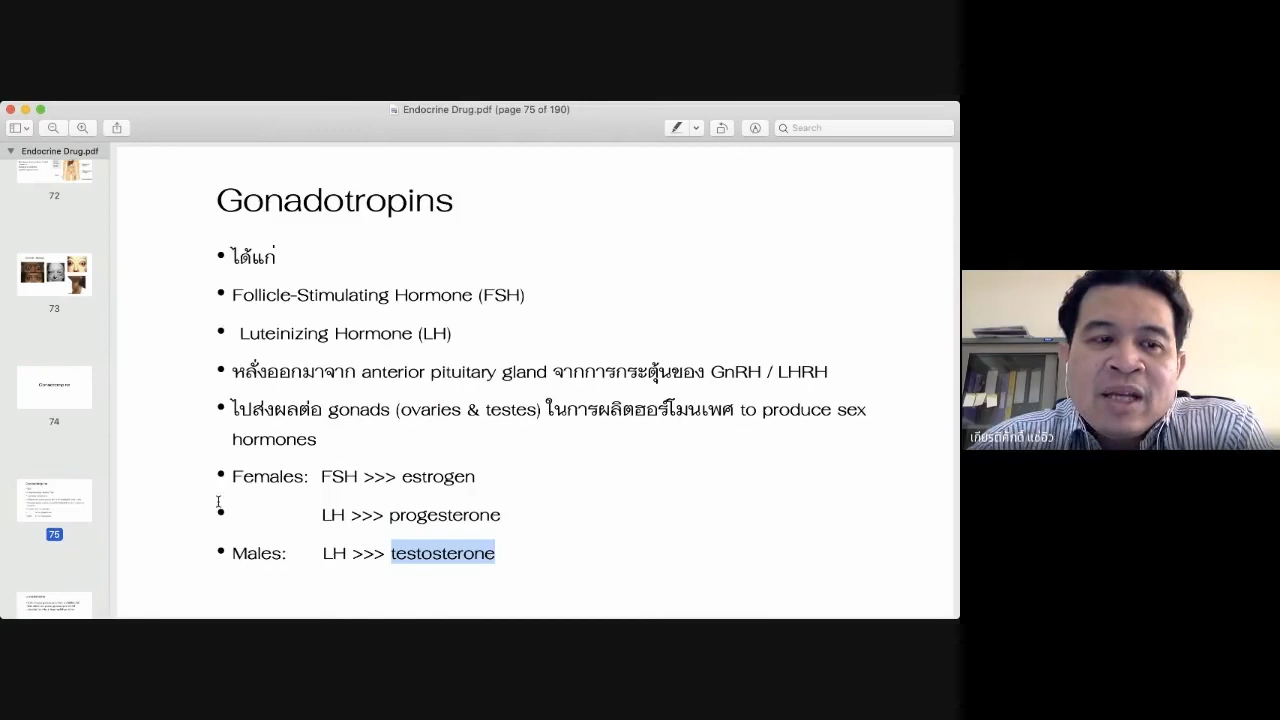 Endocrine Drug.pdf (page 75 of 190)
Search
Endocrine Drug.pdf
72
73
Gonadotropins
74
75
Gonadotropins
• ได้แก่
• Follicle-Stimulating Hormone (FSH)
• Luteinizing Hormone (LH)
• หลั่งออกมาจาก anterior pituitary gland จากการกระตุ้นของ GnRH / LHRH
• ไปส่งผลต่อ gonads (ovaries & testes) ในการผลิตฮอร์โมนเพศ to produce sex
hormones
• Females: FSH >>> estrogen
• LH >>> progesterone
• Males: LH >>> testosterone
เกียรติศักดิ์ แซ่อิว